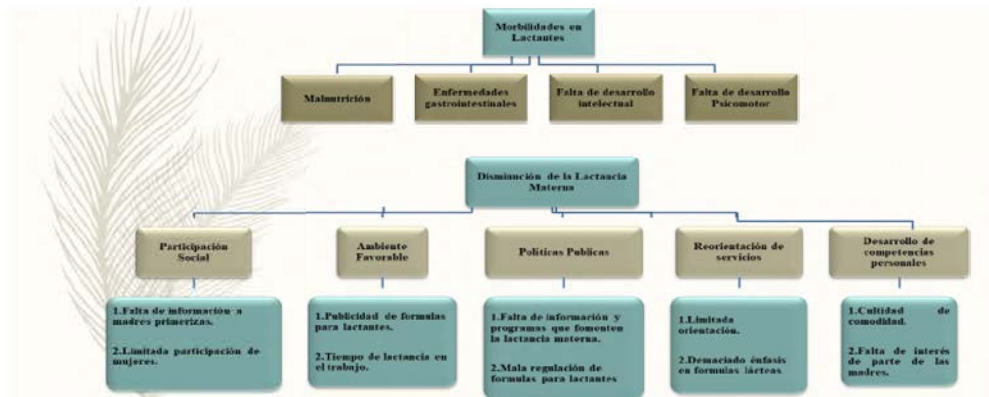 Morbilidades en
Lactantes
Malnutrición
Enfermedades
gastrointestinales
Falta de desarrollo
intelectual
Falta de desarrollo
Psicomotor
Disminución de la Lactancia
Materna
Participación
Social
Ambiente
Favorable
Políticas Publicas
Reorientación de
servicios
Desarrollo de
competencias
personales
1.Falta de información a
madres primerizas.
2.Limitada participación de
mujeres.
1.Publicidad de formulas
para lactantes.
2.Tiempo de lactancia en
el trabajo.
1.Falta de información y
programas que fomenten
la lactancia materna.
2.Mala regulación de
formulas para lactantes
1.Limitada
orientación.
2.Demaciado énfasis
en formulas lácteas.
1.Cultidad de
comodidad.
2.Falta de interés
de parte de las
madres.